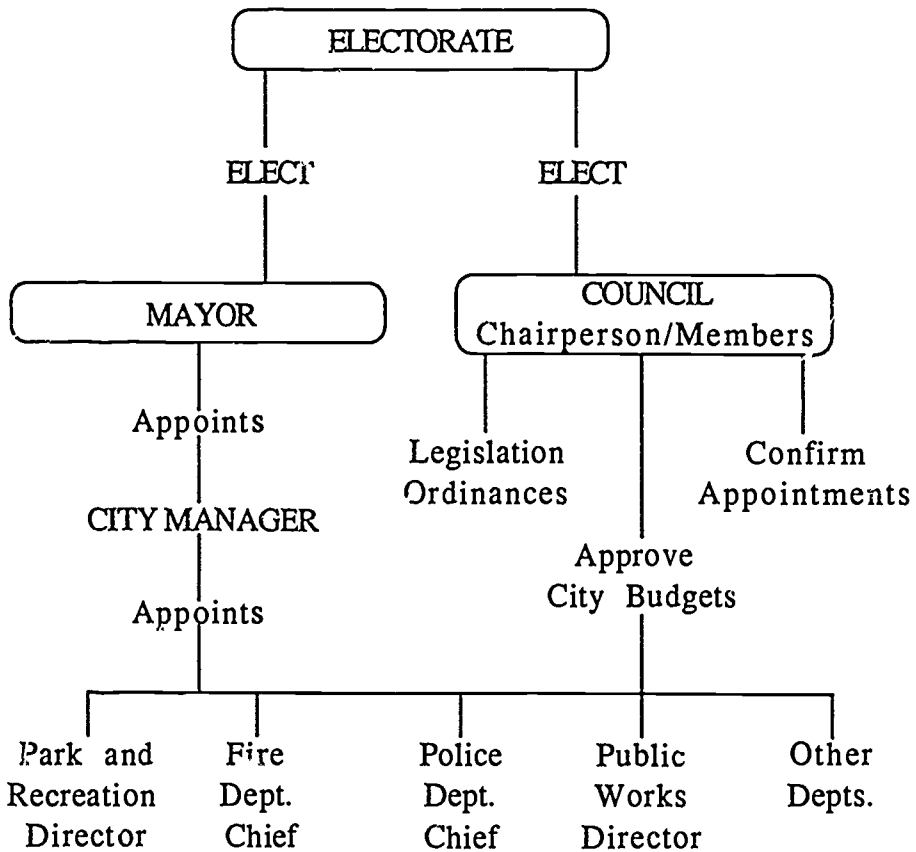 ELECTORATE
ELECT
ELECT
MAYOR
COUNCIL
Chairperson/Members
Appoints
Legislation
Ordinances
Confirm
Appointments
CITY MANAGER
Approve
City Budgets
Appoints
Park and
Recreation
Director
Fire
Dept.
Chief
Police
Dept.
Chief
Public
Works
Director
Other
Depts.